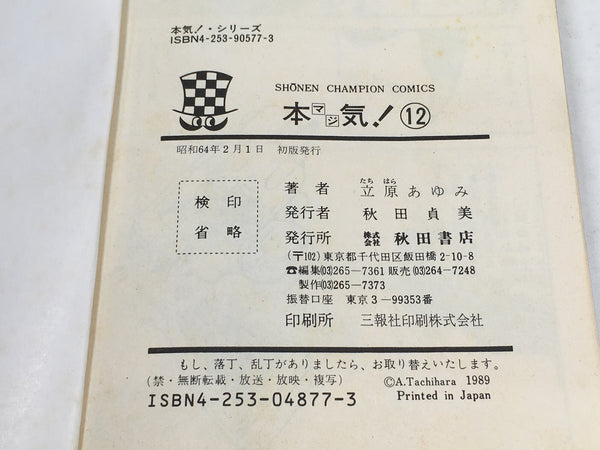 本気!・シリーズ
ISBN4-253-90577-3
SHŌNEN CHAMPION COMICS
本マジ気! ⑫
昭和64年2月1日 初版発行
検印
省略
著者 立原あゆみ
たち はら
発行者 秋田貞美
発行所 株式会社 秋田書店
(〒102)東京都千代田区飯田橋2-10-8
☎編集(03)265-7361 販売(03)264-7248
製作(03)265-7373
振替口座 東京3-99353番
印刷所 三報社印刷株式会社
もし、落丁、乱丁がありましたら、お取り替えいたします。
(禁・無断転載・放送・放映・複写)
©A.Tachihara 1989
ISBN4-253-04877-3
Printed in Japan